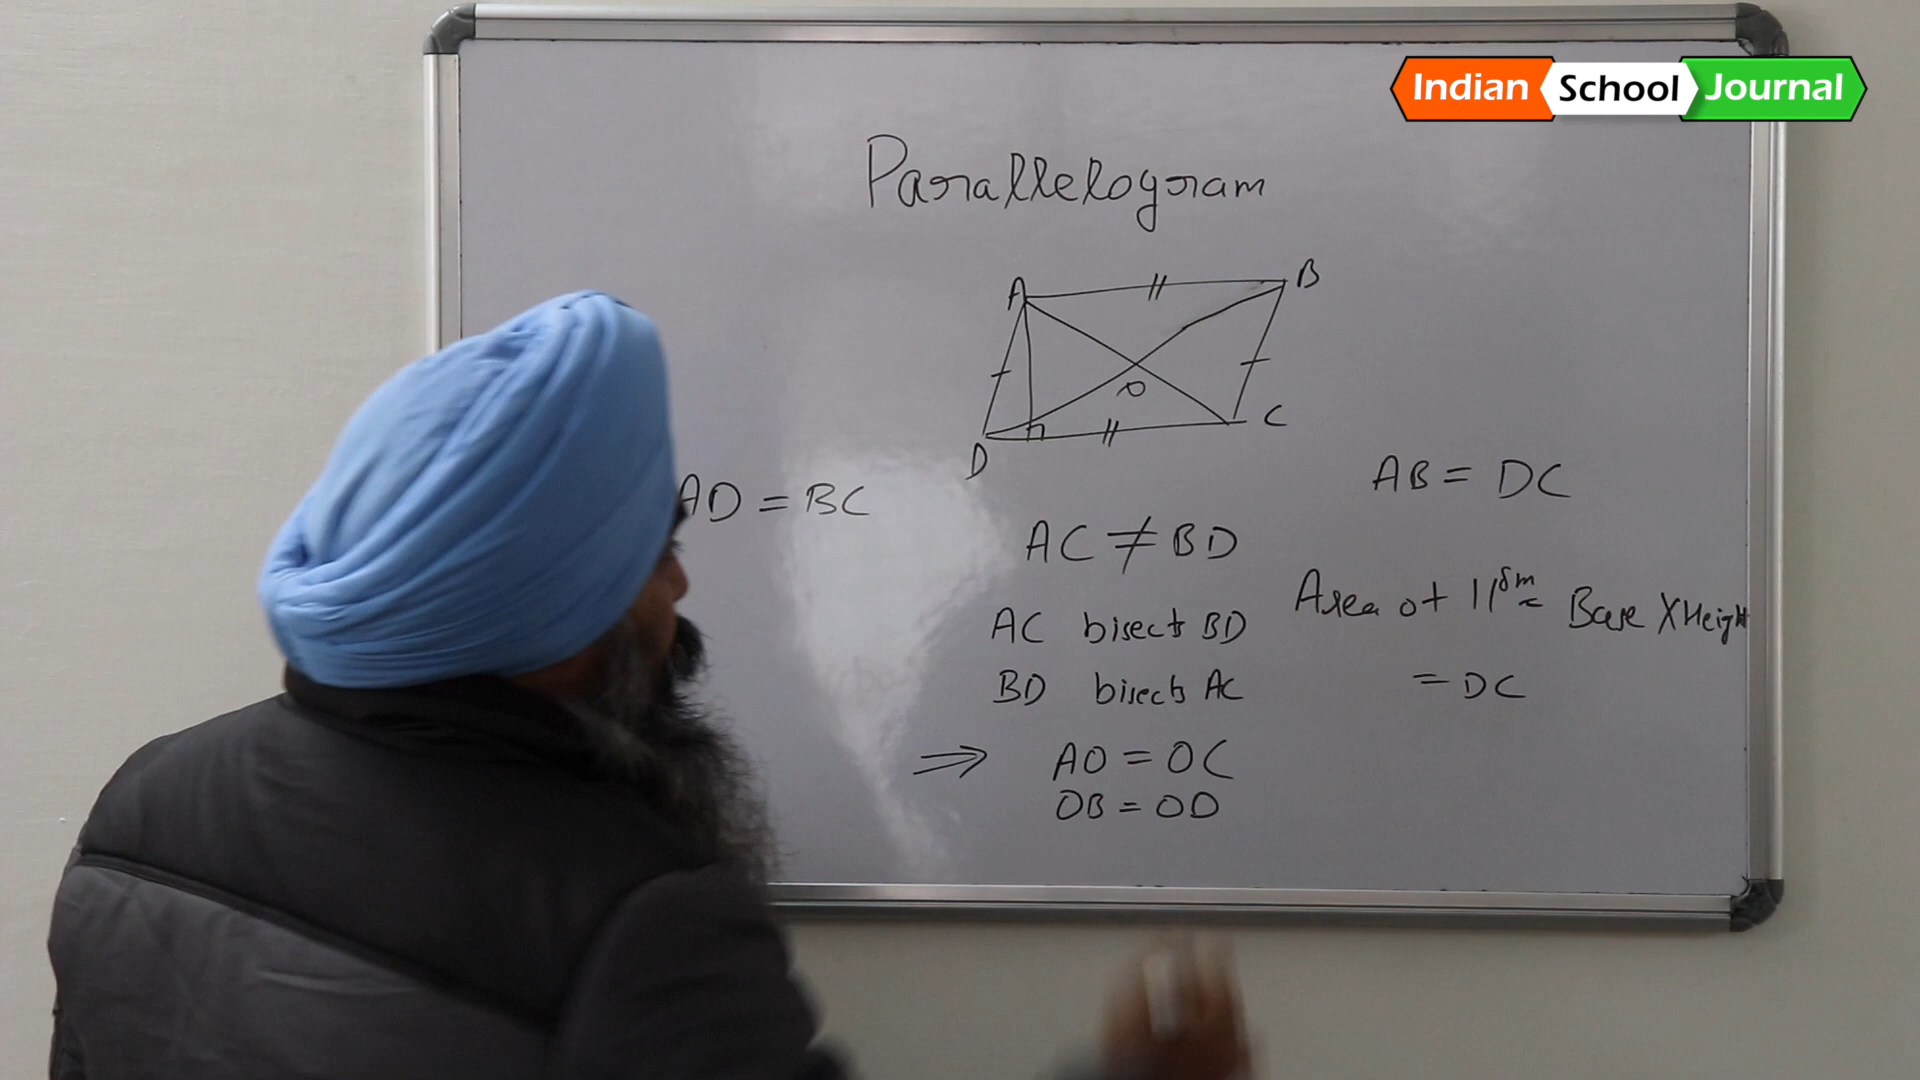 Indian School Journal
Parallelogram
A B
O
D C
AD = BC
AB = DC
AC ≠ BD
AC bisects BD
BD bisects AC
⇒ AO = OC
OB = OD
Area of ||gm = Base X Height
= DC